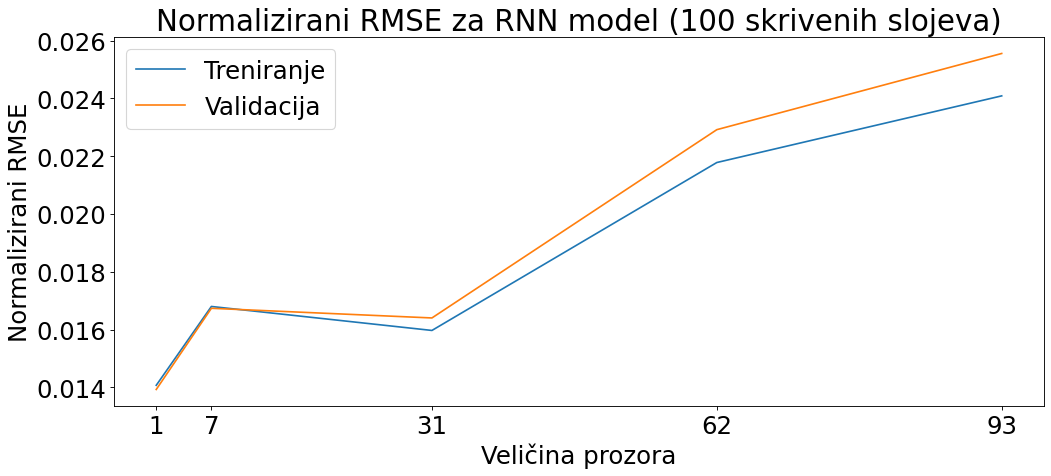 Normalizirani RMSE za RNN model (100 skrivenih slojeva)
Treniranje
Validacija
Normalizirani RMSE
0.026
0.024
0.022
0.020
0.018
0.016
0.014
1 7 31 62 93
Veličina prozora